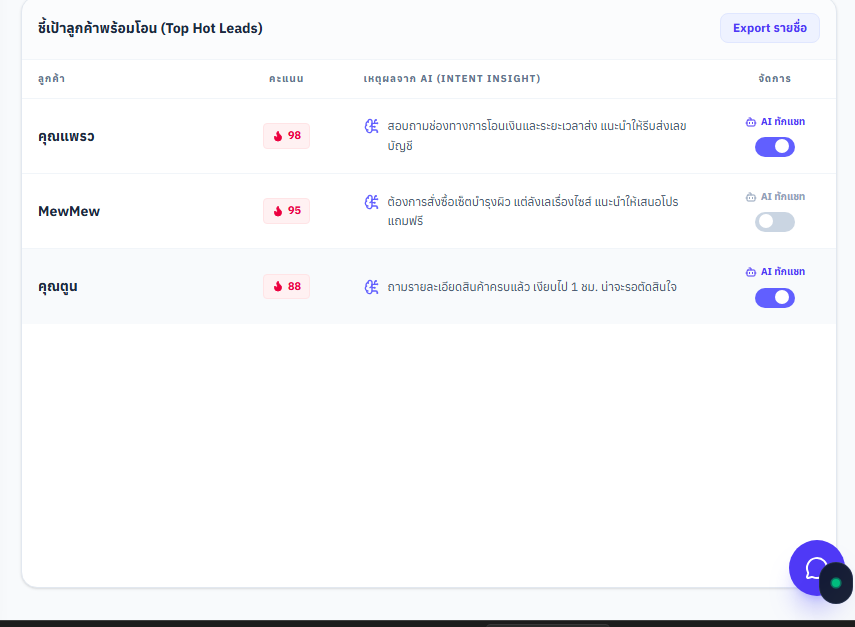 ชี้เป้าลูกค้าพร้อมโอน (Top Hot Leads)
Export รายชื่อ
ลูกค้า คะแนน เหตุผลจาก AI (INTENT INSIGHT) จัดการ
คุณแพรว
98
สอบถามช่องทางการโอนเงินและระยะเวลาส่ง แนะนำให้รีบส่งเลข
บัญชี
AI ทักแชท
MewMew
95
ต้องการสั่งซื้อเซ็ตบำรุงผิว แต่ลังเลเรื่องไซส์ แนะนำให้เสนอโปร
แถมฟรี
AI ทักแชท
คุณตูน
88
ถามรายละเอียดสินค้าครบแล้ว เงียบไป 1 ชม. น่าจะรอตัดสินใจ
AI ทักแชท